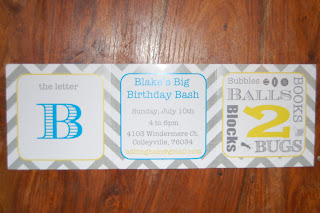 the letter
B
Blake's Big
Birthday Bash
Sunday, July 10th
4 to 6pm
4103 Windermere Ct.
Colleyville, 76034
Bubbles
BALLS
BOOKS
Blocks
2
BUGS